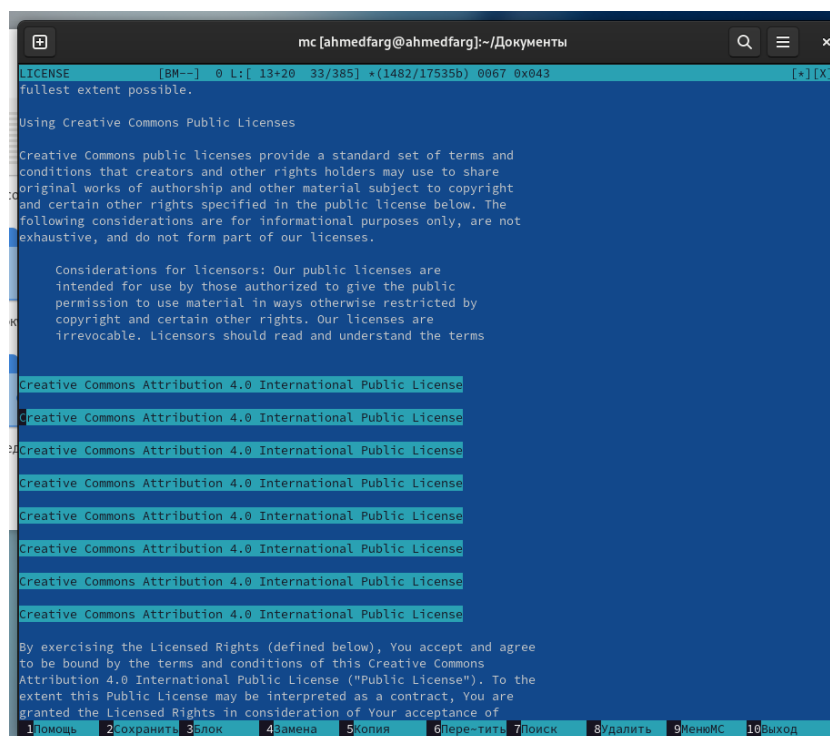 mc [ahmedfarg@ahmedfarg]:~/Документы
LICENSE [BM--] 0 L:[ 13+20 33/385] *(1482/17535b) 0067 0x043 [*][X]
fullest extent possible.
Using Creative Commons Public Licenses
Creative Commons public licenses provide a standard set of terms and
conditions that creators and other rights holders may use to share
original works of authorship and other material subject to copyright
and certain other rights specified in the public license below. The
following considerations are for informational purposes only, are not
exhaustive, and do not form part of our licenses.
Considerations for licensors: Our public licenses are
intended for use by those authorized to give the public
permission to use material in ways otherwise restricted by
copyright and certain other rights. Our licenses are
irrevocable. Licensors should read and understand the terms
Creative Commons Attribution 4.0 International Public License
Creative Commons Attribution 4.0 International Public License
Creative Commons Attribution 4.0 International Public License
Creative Commons Attribution 4.0 International Public License
Creative Commons Attribution 4.0 International Public License
Creative Commons Attribution 4.0 International Public License
Creative Commons Attribution 4.0 International Public License
Creative Commons Attribution 4.0 International Public License
By exercising the Licensed Rights (defined below), You accept and agree
to be bound by the terms and conditions of this Creative Commons
Attribution 4.0 International Public License ("Public License"). To the
extent this Public License may be interpreted as a contract, You are
granted the Licensed Rights in consideration of Your acceptance of
1Помощь 2Сохранить 3Блок 4Замена 5Копия 6Пере~тить 7Поиск 8Удалить 9МенюMC 10Выход